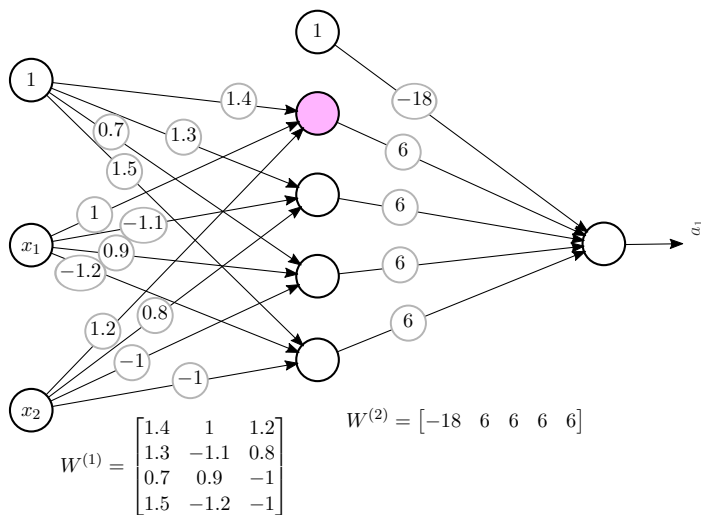 1
1
1.4
−18
0.7
1.3
6
1.5
1
−1.1
6
x₁
0.9
a₁
−1.2
6
0.8
1.2
6
−1
−1
x₂
W⁽¹⁾ = [1.4 1 1.2
1.3 −1.1 0.8
0.7 0.9 −1
1.5 −1.2 −1]
W⁽²⁾ = [−18 6 6 6 6]